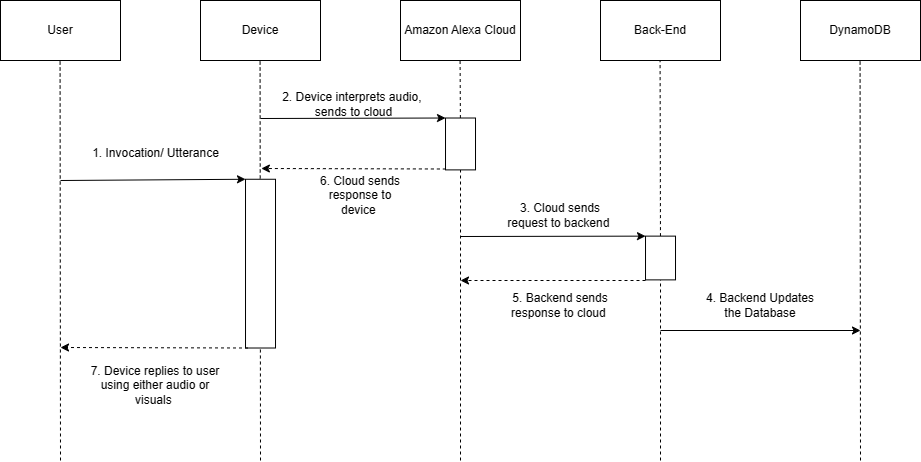 User
Device
Amazon Alexa Cloud
Back-End
DynamoDB
2. Device interprets audio,
sends to cloud
1. Invocation/ Utterance
6. Cloud sends
response to
device
3. Cloud sends
request to backend
5. Backend sends
response to cloud
4. Backend Updates
the Database
7. Device replies to user
using either audio or
visuals